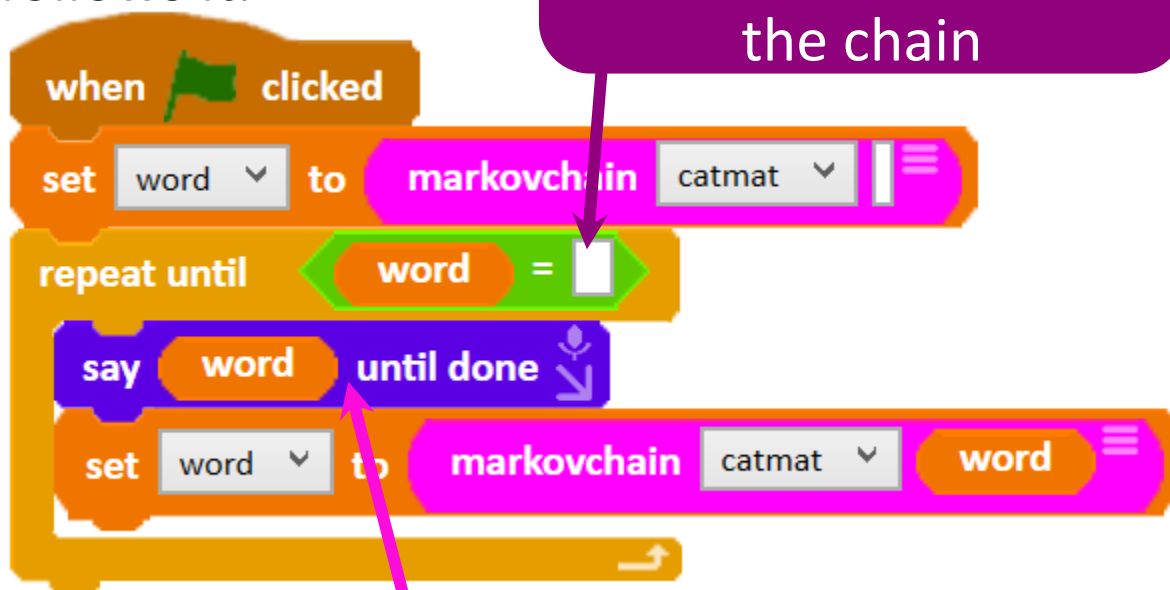 the chain
when clicked
set word to markovchain catmat
repeat until word =
say word until done
set word to markovchain catmat word